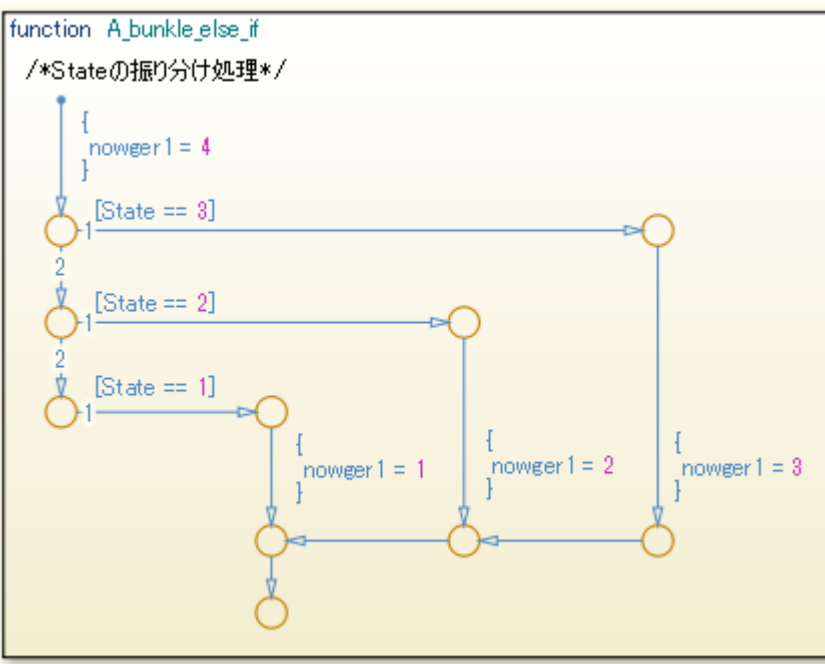 function A_bunkle_else_if
/*Stateの振り分け処理*/
{
nowger1 = 4
}
[State == 3]
1
2
[State == 2]
1
2
[State == 1]
1
{
nowger1 = 1
}
{
nowger1 = 2
}
{
nowger1 = 3
}